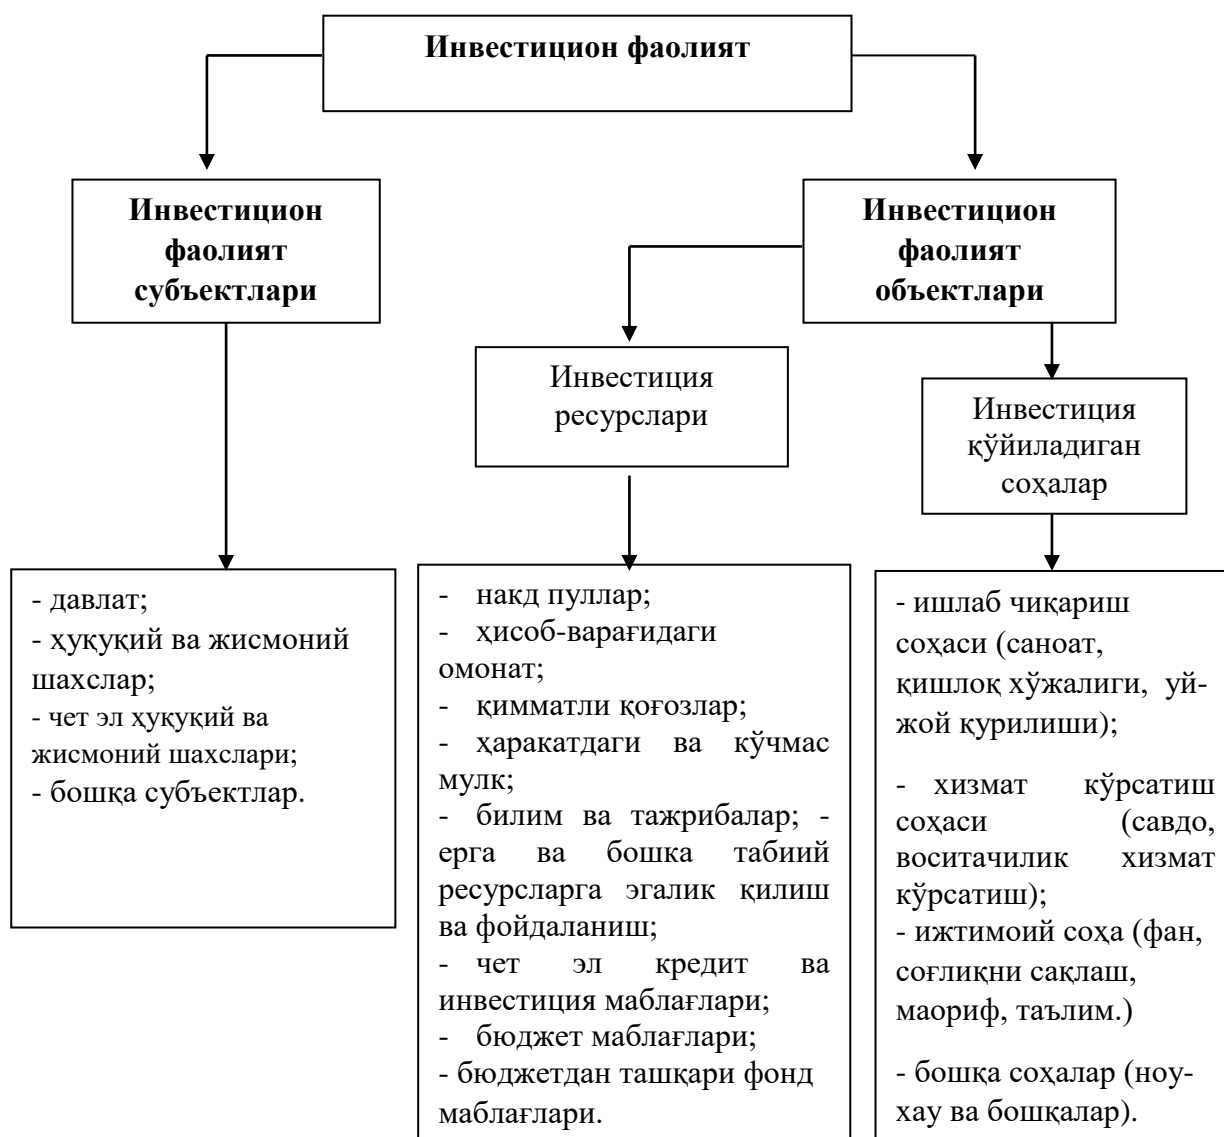 Инвестицион фаолият
Инвестицион
фаолият
субъектлари
Инвестицион
фаолият
объектлари
Инвестиция
ресурслари
Инвестиция
қўйиладиган
соҳалар
- давлат;
- ҳуқуқий ва жисмоний
шахслар;
- чет эл ҳуқуқий ва
жисмоний шахслари;
- бошқа субъектлар.
- накд пуллар;
- ҳисоб-варағидаги
омонат;
- қимматли қоғозлар;
- ҳаракатдаги ва кўчмас
мулк;
- билим ва тажрибалар; -
ерга ва бошка табиий
ресурсларга эгалик қилиш
ва фойдаланиш;
- чет эл кредит ва
инвестиция маблағлари;
- бюджет маблағлари;
- бюджетдан ташқари фонд
маблағлари.
- ишлаб чиқариш
соҳаси (саноат,
қишлоқ хўжалиги, уй-
жой қурилиши);
- хизмат кўрсатиш
соҳаси (савдо,
воситачилик хизмат
кўрсатиш);
- ижтимоий соҳа (фан,
соғлиқни сақлаш,
маориф, таълим.)
- бошқа соҳалар (ноу-
хау ва бошқалар).